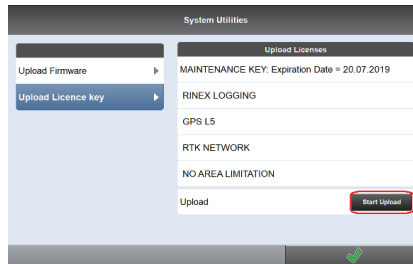 System Utilities
Upload Licenses
Upload Firmware
MAINTENANCE KEY: Expiration Date = 20.07.2019
Upload Licence key
RINEX LOGGING
GPS L5
RTK NETWORK
NO AREA LIMITATION
Upload
Start Upload